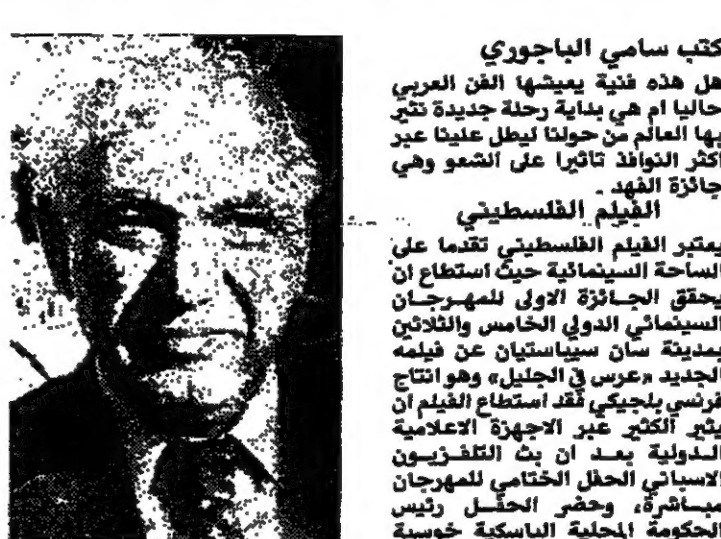 كتب سامي الباجوري
هل هذه فنية يعيشها الفن العربي
حاليا ام هي بداية رحلة جديدة نثير
بها العالم من حولنا ليطل علينا عبر
اكثر النوافذ تاثيرا على الشعو وهي
جائزة الفهد .
الفيلم الفلسطيني
يعتبر الفيلم الفلسطيني تقدما على
الساحة السينمائية حيث استطاع ان
يحقق الجائزة الاولى للمهرجان
السينمائي الدولي الخامس والثلاثين
بمدينة سان سيباستيان عن فيلمه
الجديد «عرس في الجليل» وهو انتاج
فرنسي بلجيكي فقد استطاع الفيلم ان
يثير الكثير عبر الاجهزة الاعلامية
الدولية بعد ان بث التلفزيون
الاسباني الحفل الختامي للمهرجان
مباشرة، وحضر الحفل رئيس
الحكومة المحلية الباسكية خوسية